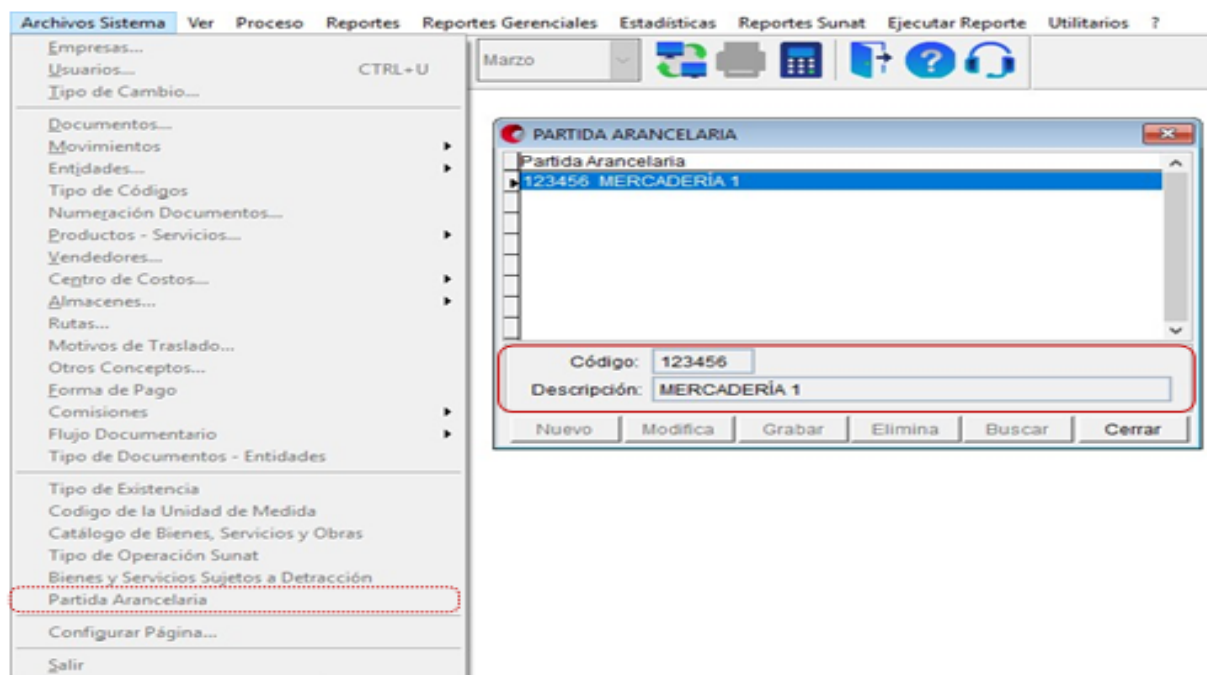 Archivos Sistema Ver Proceso Reportes Reportes Gerenciales Estadísticas Reportes Sunat Ejecutar Reporte Utilitarios ?
Empresas...
Usuarios... CTRL+U
Tipo de Cambio...
Documentos...
Movimientos
Entidades...
Tipo de Códigos
Numeración Documentos...
Productos - Servicios...
Vendedores...
Centro de Costos...
Almacenes...
Rutas...
Motivos de Traslado...
Otros Conceptos...
Forma de Pago
Comisiones
Flujo Documentario
Tipo de Documentos - Entidades
Tipo de Existencia
Codigo de la Unidad de Medida
Catálogo de Bienes, Servicios y Obras
Tipo de Operación Sunat
Bienes y Servicios Sujetos a Detracción
Partida Arancelaria
Configurar Página...
Salir
Marzo
?
PARTIDA ARANCELARIA
Partida Arancelaria
123456 MERCADERÍA 1
Código: 123456
Descripción: MERCADERÍA 1
Nuevo Modifica Grabar Elimina Buscar Cerrar